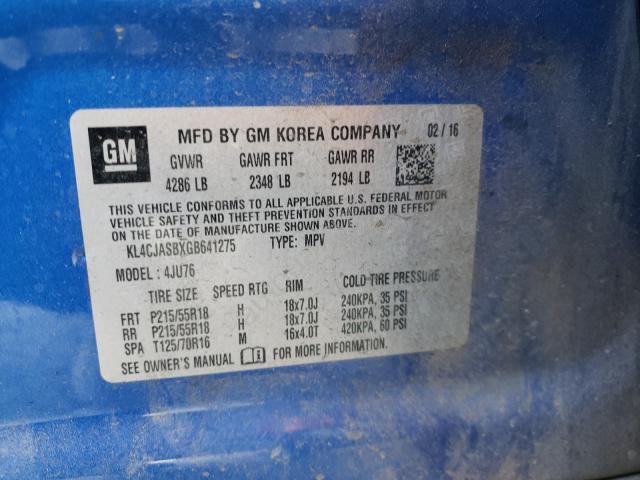 GM
MFD BY GM KOREA COMPANY 02 / 16
GVWR GAWR FRT GAWR RR
4286 LB 2348 LB 2194 LB
THIS VEHICLE CONFORMS TO ALL APPLICABLE U.S. FEDERAL MOTOR
VEHICLE SAFETY AND THEFT PREVENTION STANDARDS IN EFFECT ON
THE DATE OF MANUFACTURE SHOWN ABOVE.
KL4CJASBXGB641275 TYPE: MPV
MODEL : 4JU76
TIRE SIZE SPEED RTG RIM COLD TIRE PRESSURE
FRT P215/55R18 H 18x7.0J 240KPA, 35 PSI
RR P215/55R18 H 18x7.0J 240KPA, 35 PSI
SPA T125/70R16 M 16x4.0T 420KPA, 60 PSI
SEE OWNER'S MANUAL FOR MORE INFORMATION.